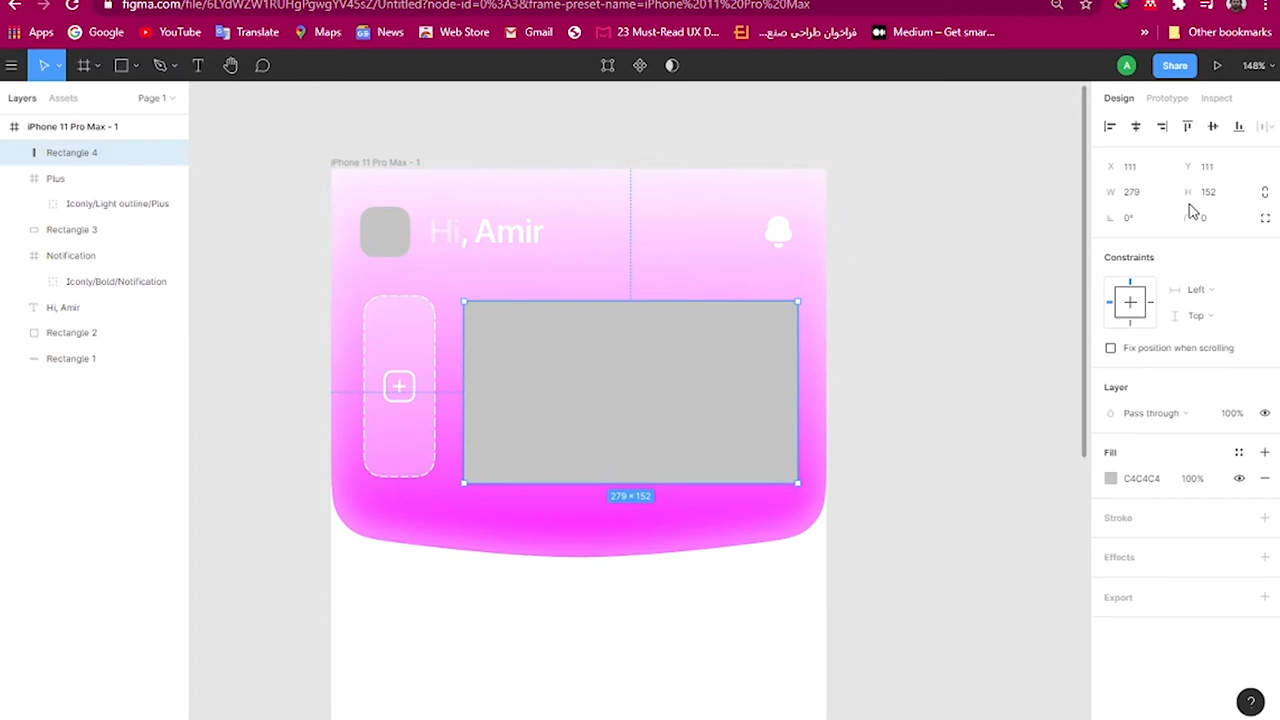 figma.com/file/6LYdWZW1RUHgPgwgYV45sZ/Untitled?node-id=0%3A3&frame-preset-name=iPhone%2011%20Pro%20Max
Apps Google YouTube Translate Maps News Web Store Gmail 23 Must-Read UX D... فراخوان طراحی صنع... Medium – Get smar... » Other bookmarks
A Share 148%
Layers Assets Page 1 Design Prototype Inspect
iPhone 11 Pro Max - 1
Rectangle 4
Plus
Iconly/Light outline/Plus
Rectangle 3
Notification
Iconly/Bold/Notification
Hi, Amir
Rectangle 2
Rectangle 1
iPhone 11 Pro Max - 1
Hi, Amir
279 × 152
X 111 Y 111
W 279 H 152
0° 0
Constraints
Left
Top
Fix position when scrolling
Layer
Pass through 100%
Fill
C4C4C4 100%
Stroke
Effects
Export
?